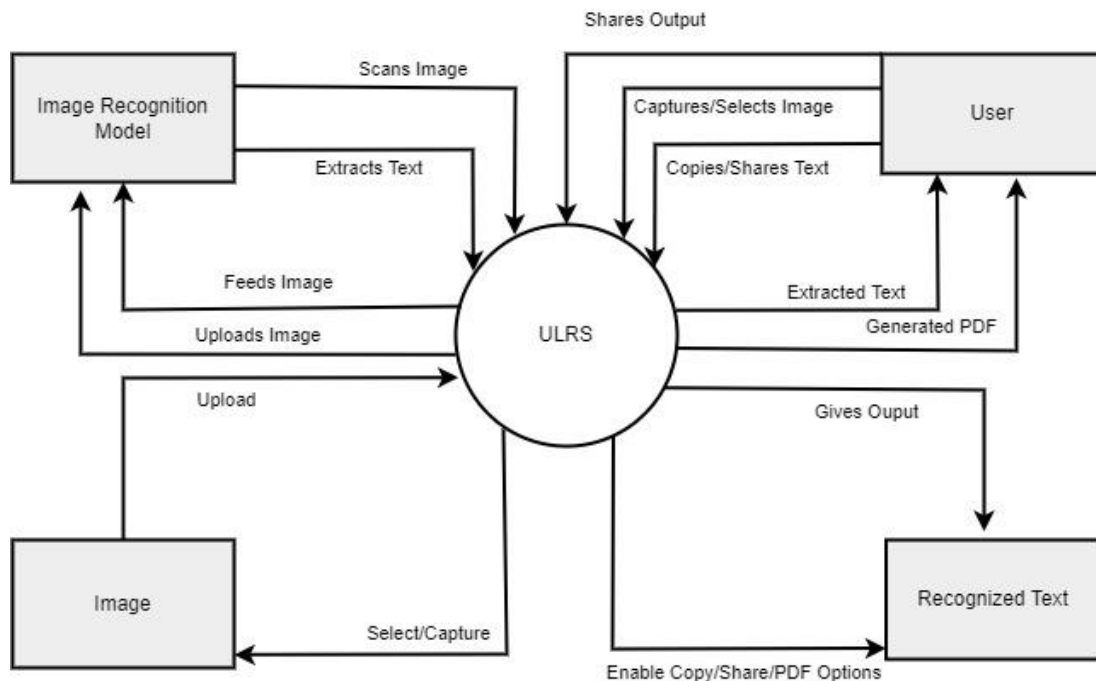 Shares Output
Scans Image
Image Recognition
Model
Captures/Selects Image
User
Extracts Text
Copies/Shares Text
Feeds Image
Extracted Text
Uploads Image
ULRS
Generated PDF
Upload
Gives Ouput
Image
Recognized Text
Select/Capture
Enable Copy/Share/PDF Options